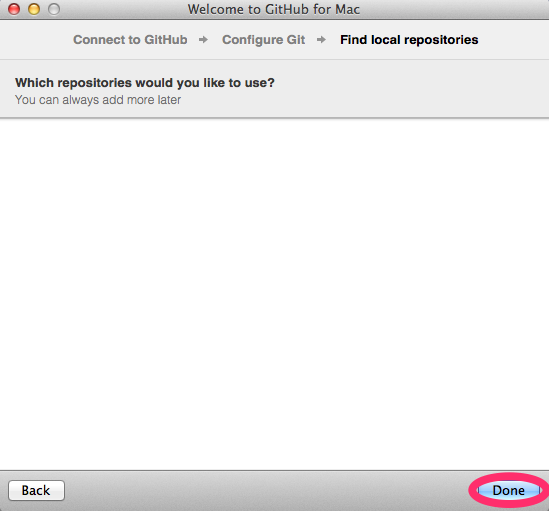 Welcome to GitHub for Mac
Connect to GitHub → Configure Git → Find local repositories
Which repositories would you like to use?
You can always add more later
Back Done